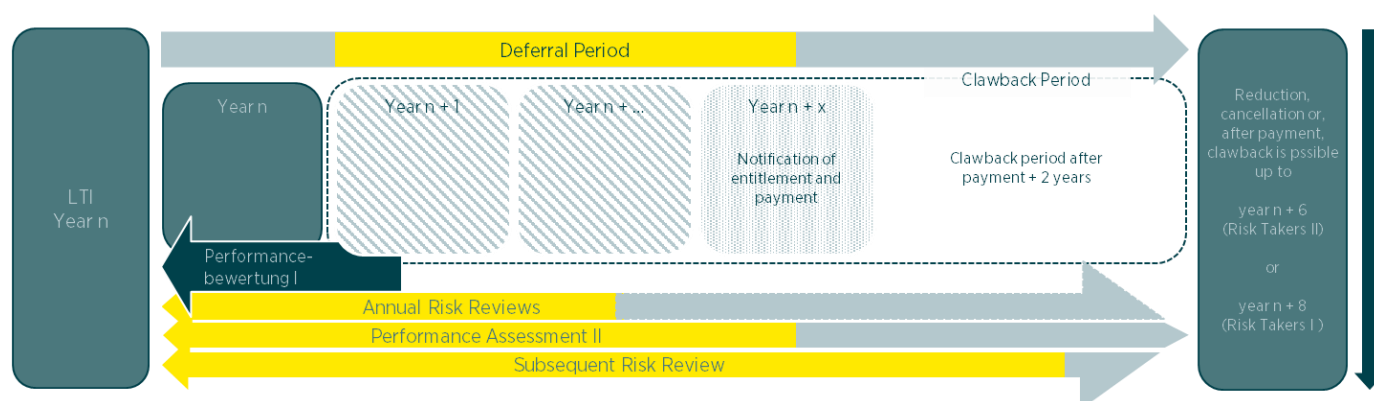 LTI
Year n
Deferral Period
Clawback Period
Year n
Year n + 1
Year n + ...
Year n + x
Notification of
entitlement and
payment
Clawback period after
payment + 2 years
Performance-
bewertung I
Annual Risk Reviews
Performance Assessment II
Subsequent Risk Review
Reduction,
cancellation or,
after payment,
clawback is pssible
up to
year n + 6
(Risk Takers II)
or
year n + 8
(Risk Takers I )